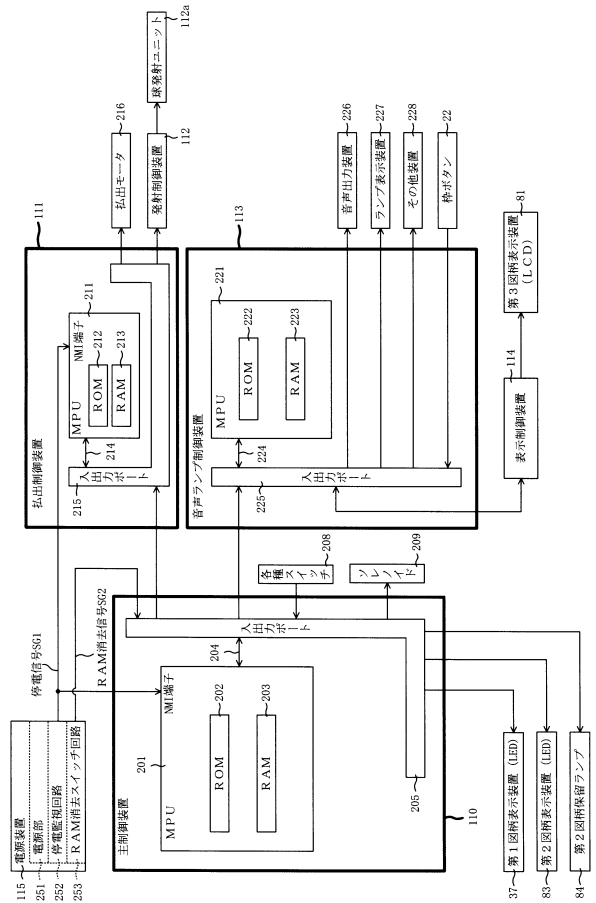 115
電源装置
251
電源部
252
停電監視回路
253
RAM消去スイッチ回路
停電信号SG1
RAM消去信号SG2
主制御装置
110
201
MPU
NMI端子
ROM
202
RAM
203
204
入出力ポート
205
各種スイッチ
208
ソレノイド
209
37
第1図柄表示装置(LED)
83
第2図柄表示装置(LED)
84
第2図柄保留ランプ
払出制御装置
111
MPU
NMI端子
211
ROM
212
RAM
213
214
入出力ポート
215
払出モータ
216
発射制御装置
112
球発射ユニット
112a
音声ランプ制御装置
113
MPU
221
ROM
222
RAM
223
224
入出力ポート
225
音声出力装置
226
ランプ表示装置
227
その他装置
228
枠ボタン
22
表示制御装置
114
第3図柄表示装置
(LCD)
81